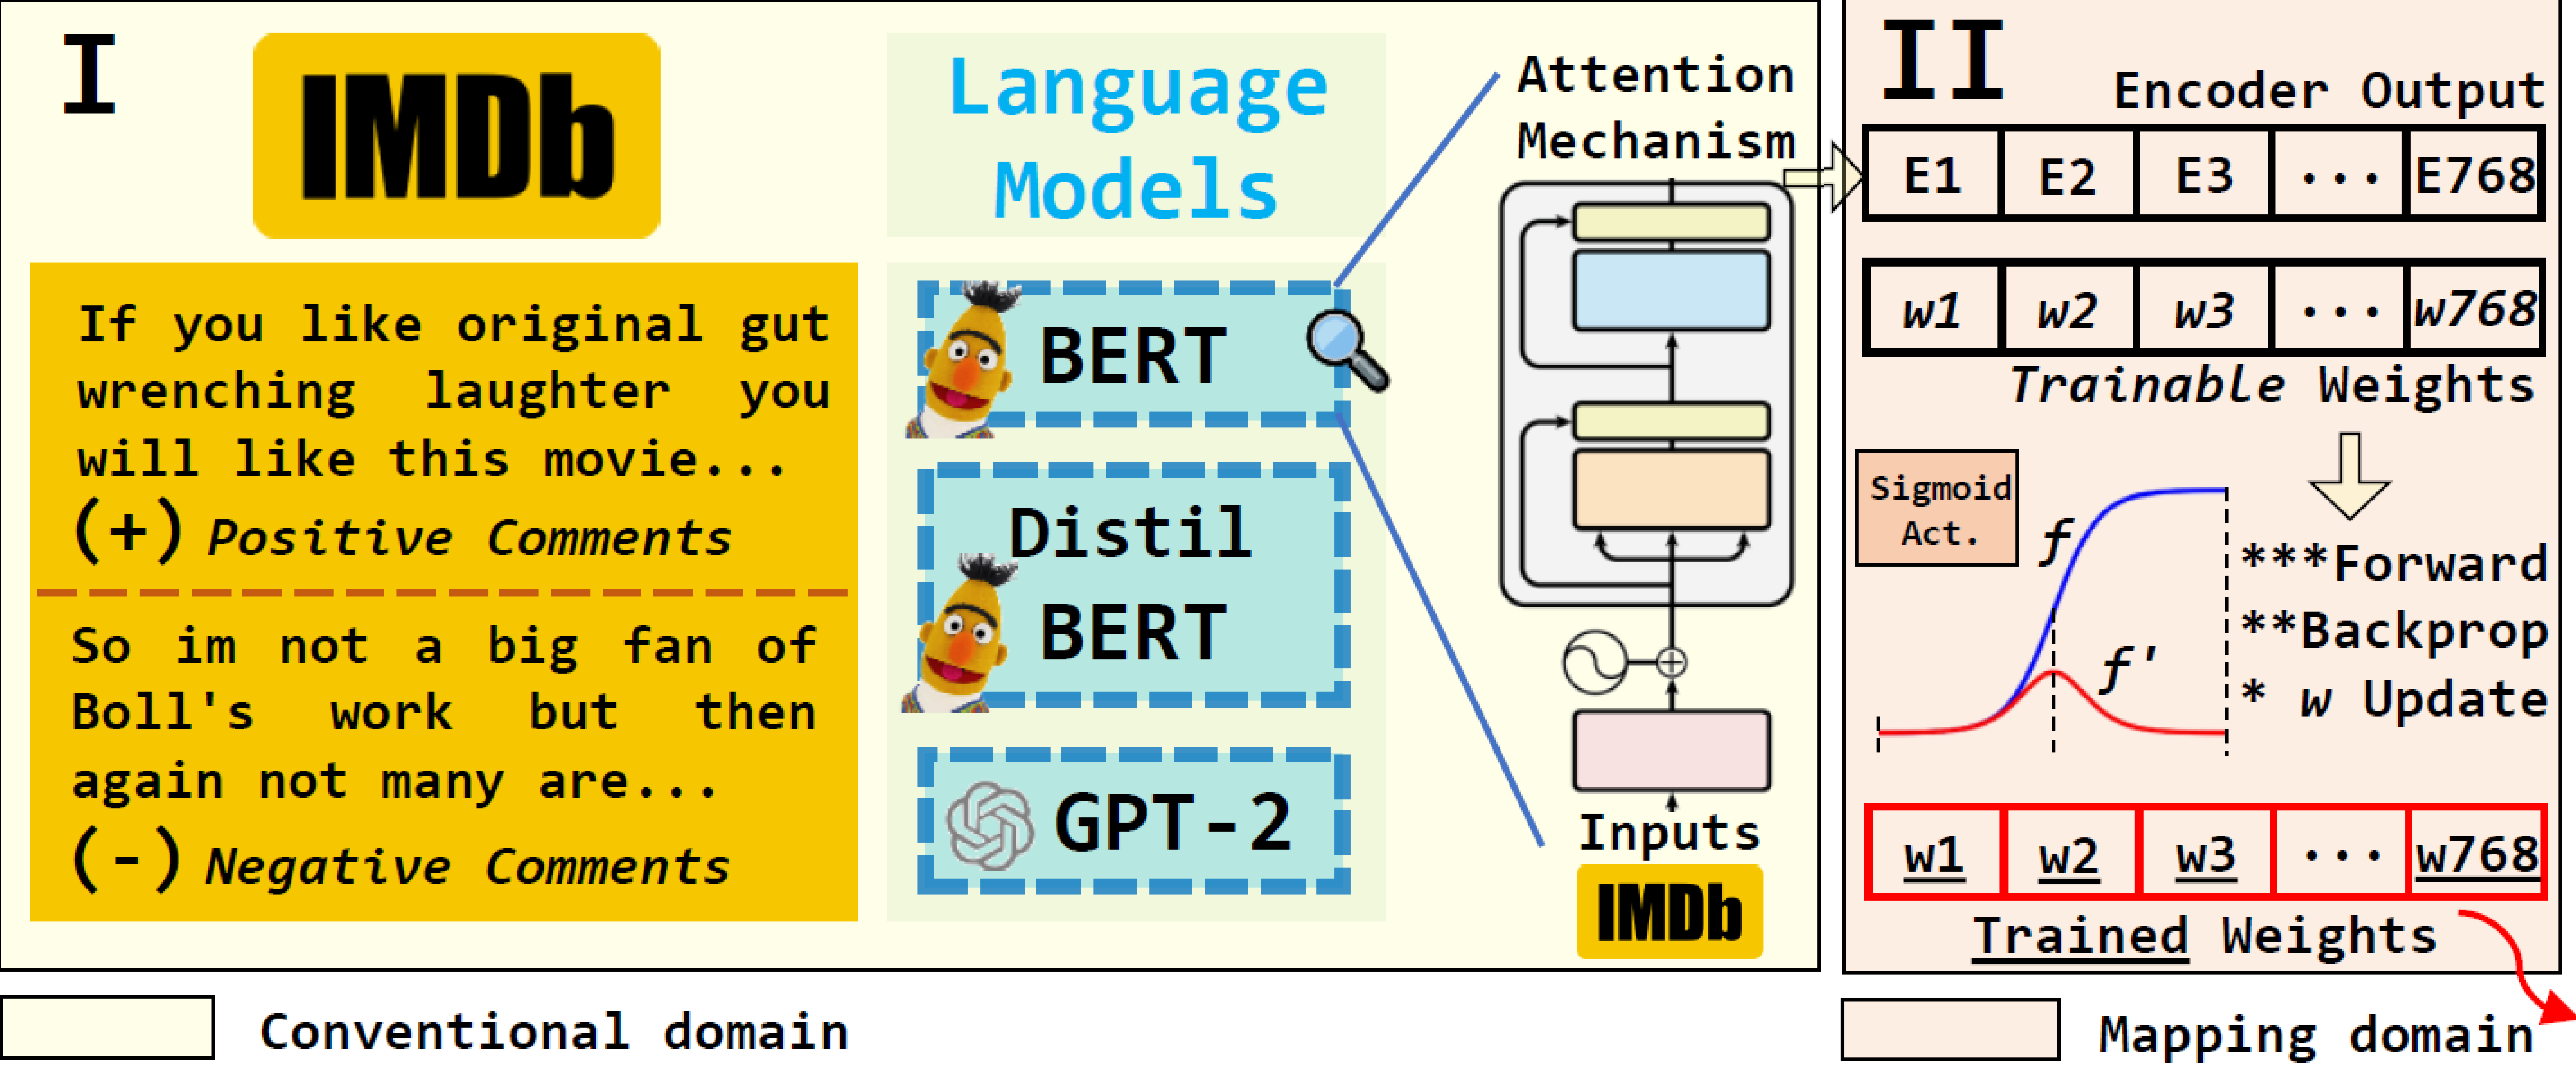 I
IMDb
If you like original gut
wrenching laughter you
will like this movie...
(+) Positive Comments
So im not a big fan of
Boll's work but then
again not many are...
(-) Negative Comments
Language
Models
BERT
Distil
BERT
GPT-2
Attention
Mechanism
Inputs
IMDb
II
Encoder Output
E1 E2 E3 ... E768
w1 w2 w3 ... w768
Trainable Weights
Sigmoid
Act.
f
f'
***Forward
**Backprop
* w Update
w1 w2 w3 ... w768
Trained Weights
Conventional domain
Mapping domain